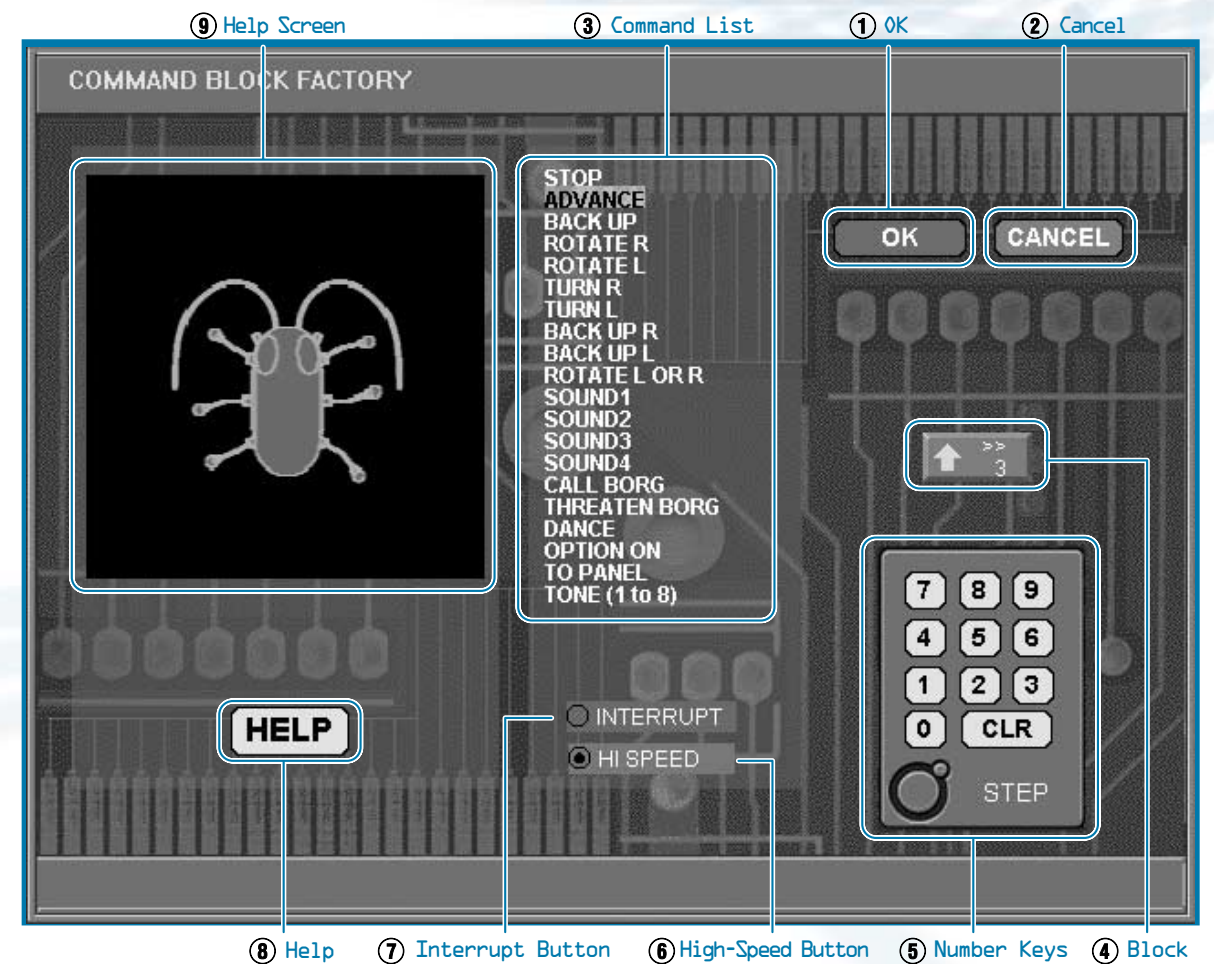 ⑨ Help Screen
③ Command List
① OK
② Cancel
COMMAND BLOCK FACTORY
STOP
ADVANCE
BACK UP
ROTATE R
ROTATE L
TURN R
TURN L
BACK UP R
BACK UP L
ROTATE L OR R
SOUND1
SOUND2
SOUND3
SOUND4
CALL BORG
THREATEN BORG
DANCE
OPTION ON
TO PANEL
TONE (1 to 8)
OK
CANCEL
>>
3
7 8 9
4 5 6
1 2 3
0 CLR
STEP
HELP
INTERRUPT
HI SPEED
⑧ Help
⑦ Interrupt Button
⑥ High-Speed Button
⑤ Number Keys
④ Block